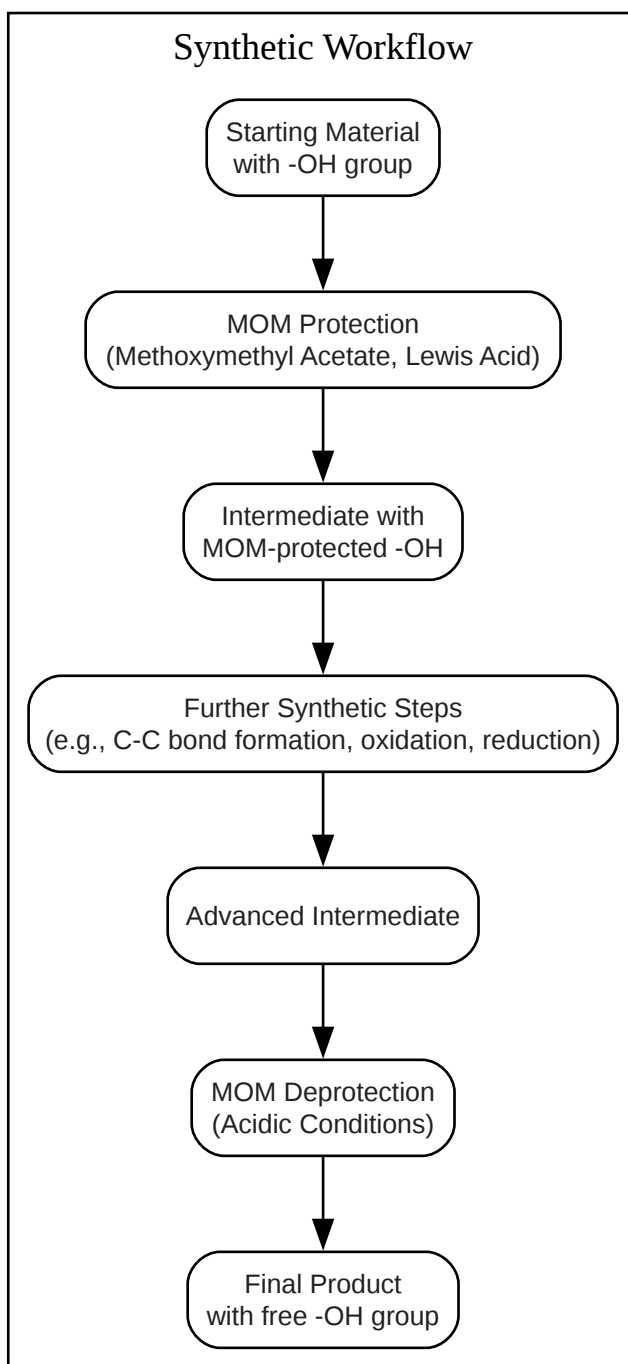 Synthetic Workflow
Starting Material
with -OH group
MOM Protection
(Methoxymethyl Acetate, Lewis Acid)
Intermediate with
MOM-protected -OH
Further Synthetic Steps
(e.g., C-C bond formation, oxidation, reduction)
Advanced Intermediate
MOM Deprotection
(Acidic Conditions)
Final Product
with free -OH group